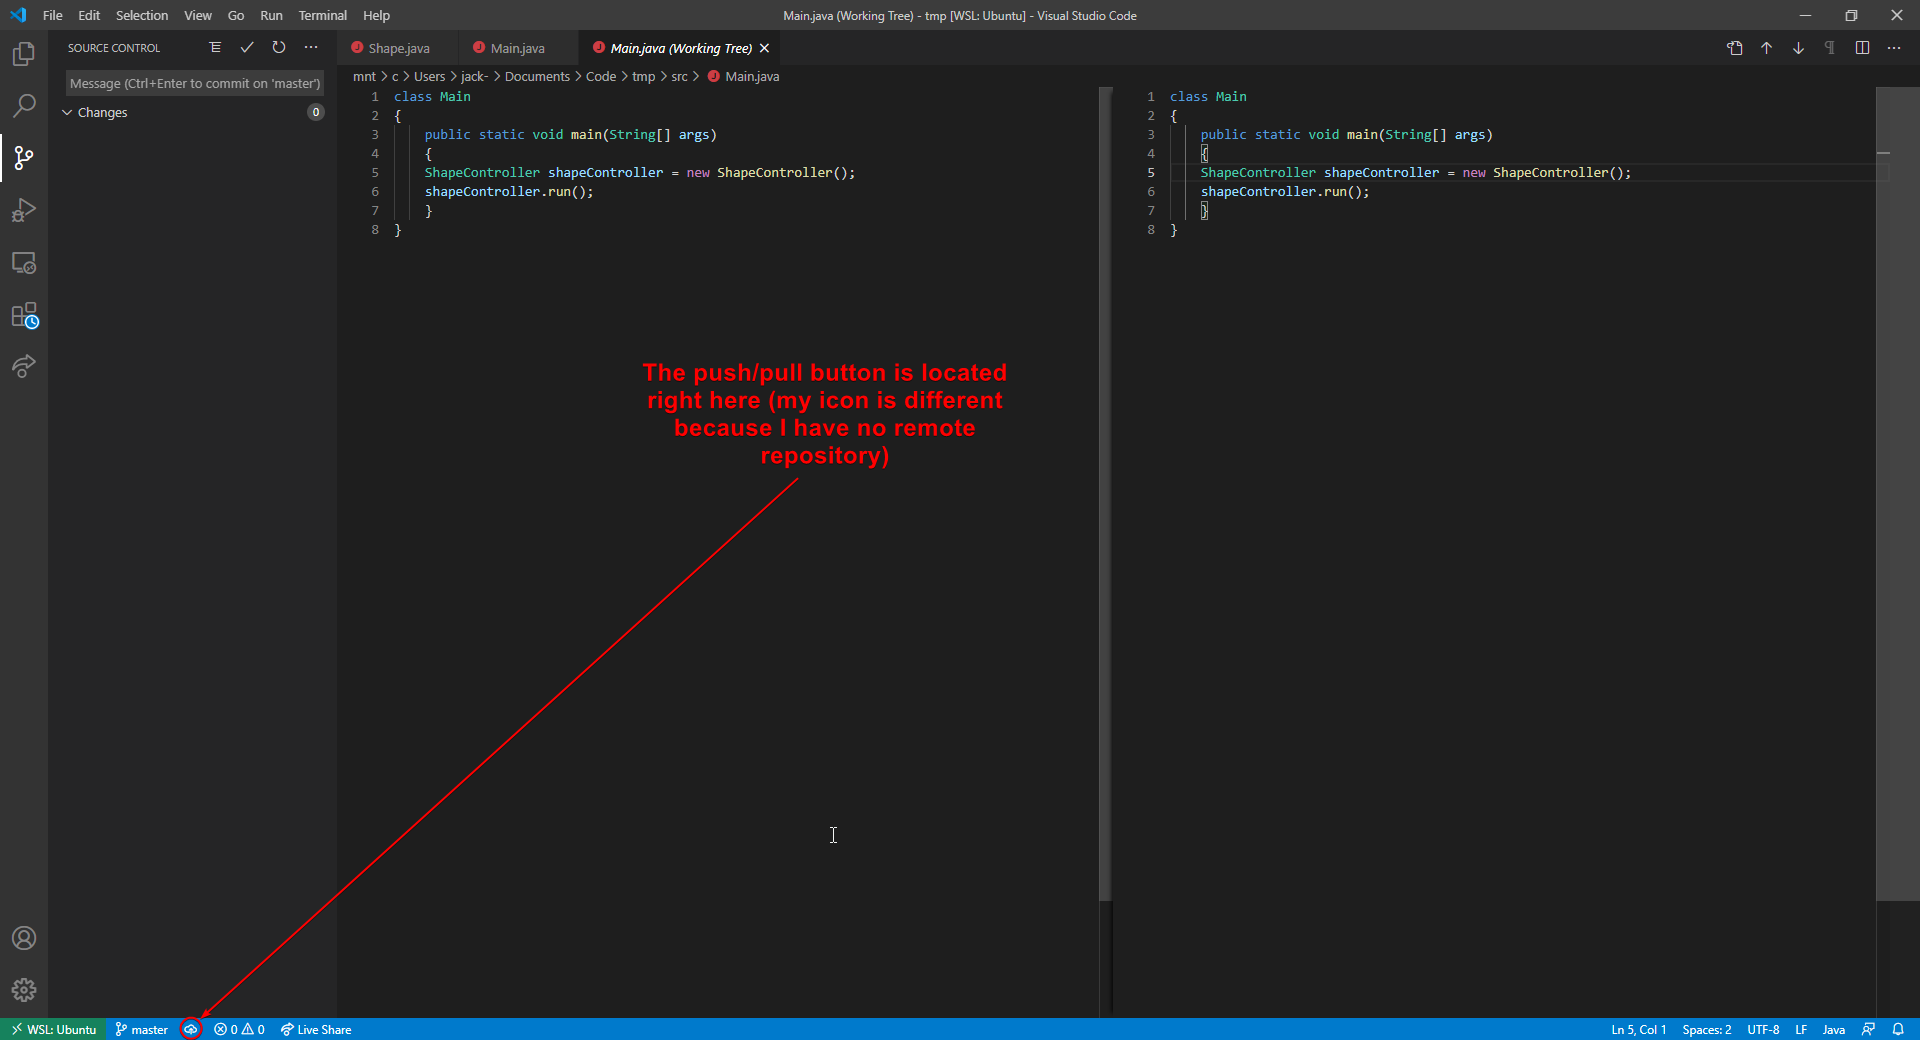 File Edit Selection View Go Run Terminal Help
Main.java (Working Tree) - tmp [WSL: Ubuntu] - Visual Studio Code
SOURCE CONTROL
Message (Ctrl+Enter to commit on 'master')
Changes 0
Shape.java Main.java Main.java (Working Tree)
mnt > c > Users > jack- > Documents > Code > tmp > src > Main.java
1 class Main
2 {
3 public static void main(String[] args)
4 {
5 ShapeController shapeController = new ShapeController();
6 shapeController.run();
7 }
8 }
1 class Main
2 {
3 public static void main(String[] args)
4 {
5 ShapeController shapeController = new ShapeController();
6 shapeController.run();
7 }
8 }
The push/pull button is located
right here (my icon is different
because I have no remote
repository)
WSL: Ubuntu master 0 0 Live Share
Ln 5, Col 1 Spaces: 2 UTF-8 LF Java